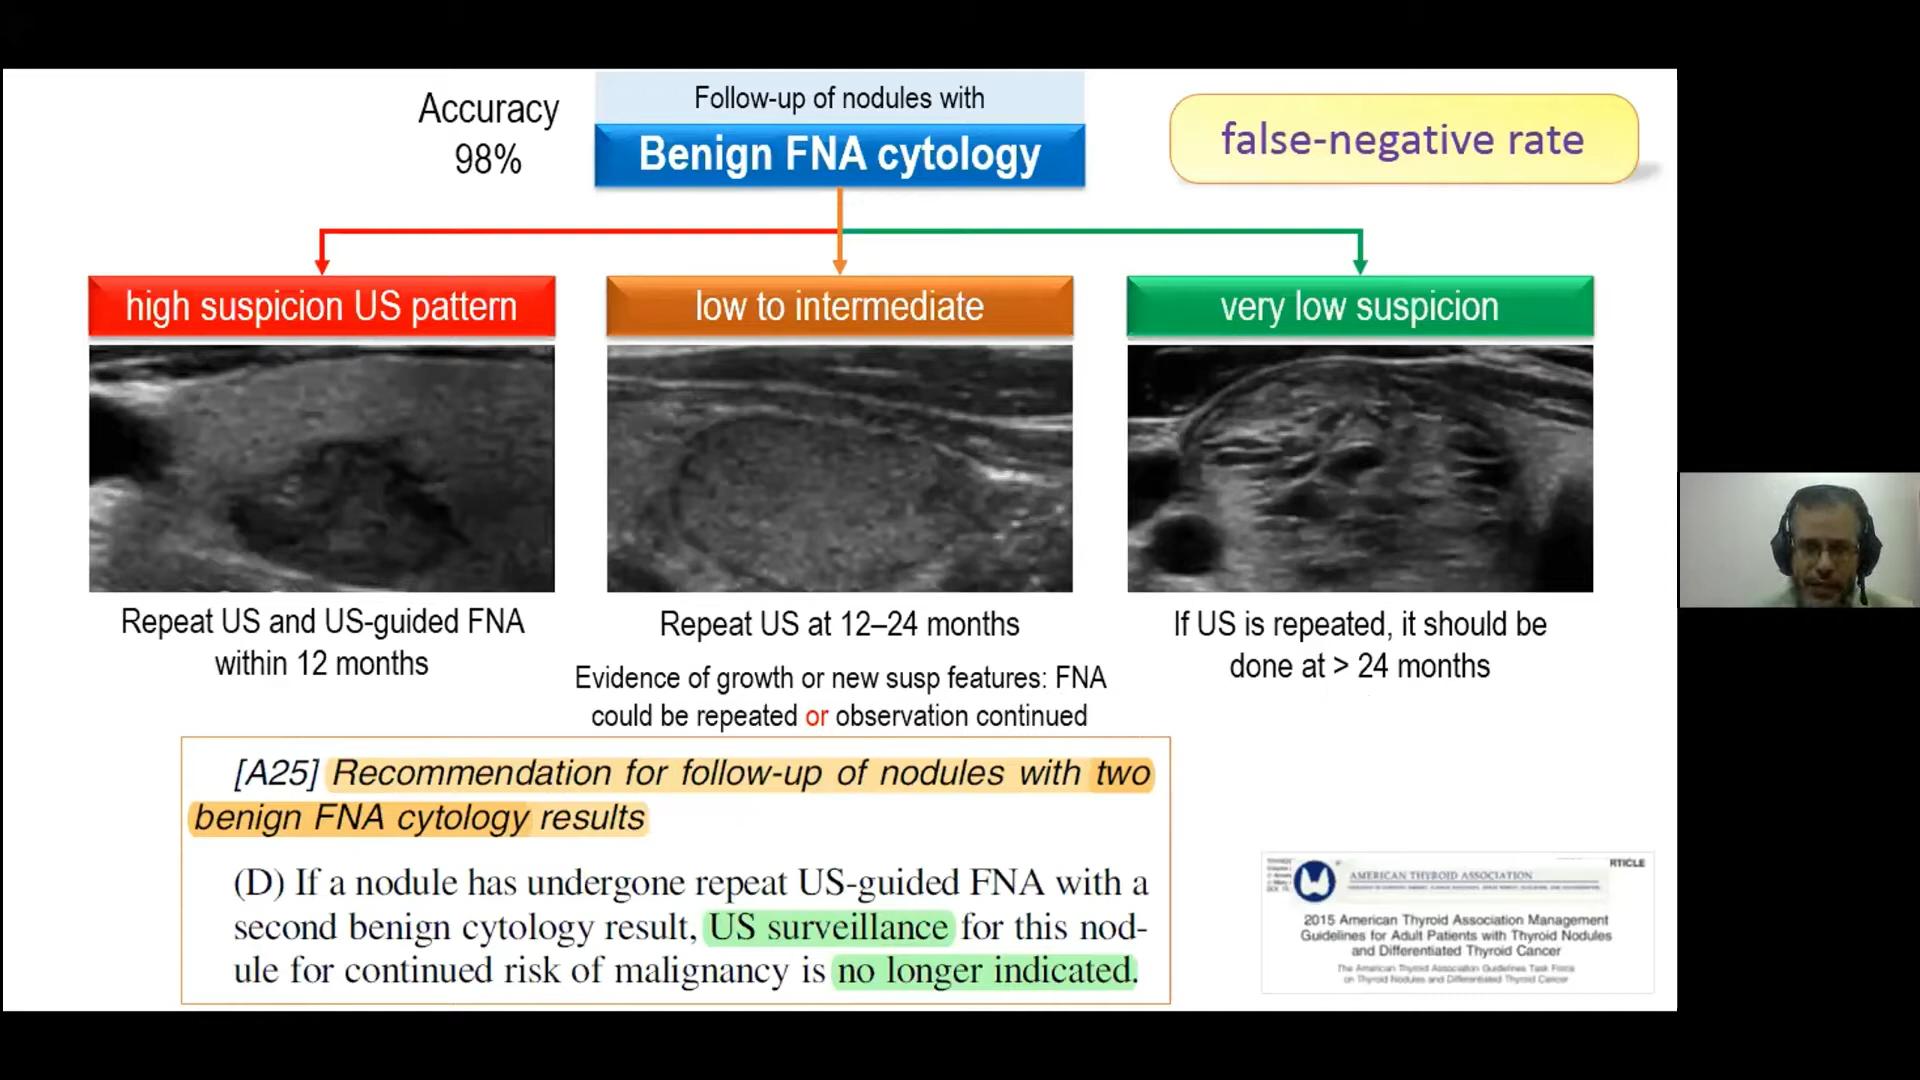 Accuracy
98%
Follow-up of nodules with
Benign FNA cytology
false-negative rate
high suspicion US pattern
low to intermediate
very low suspicion
Repeat US and US-guided FNA
within 12 months
Repeat US at 12–24 months
Evidence of growth or new susp features: FNA
could be repeated or observation continued
If US is repeated, it should be
done at > 24 months
[A25] Recommendation for follow-up of nodules with two
benign FNA cytology results
(D) If a nodule has undergone repeat US-guided FNA with a
second benign cytology result, US surveillance for this nod-
ule for continued risk of malignancy is no longer indicated.
RTICLE
AMERICAN THYROID ASSOCIATION
2015 American Thyroid Association Management
Guidelines for Adult Patients with Thyroid Nodules
and Differentiated Thyroid Cancer
The American Thyroid Association Guidelines Task Force
on Thyroid Nodules and Differentiated Thyroid Cancer